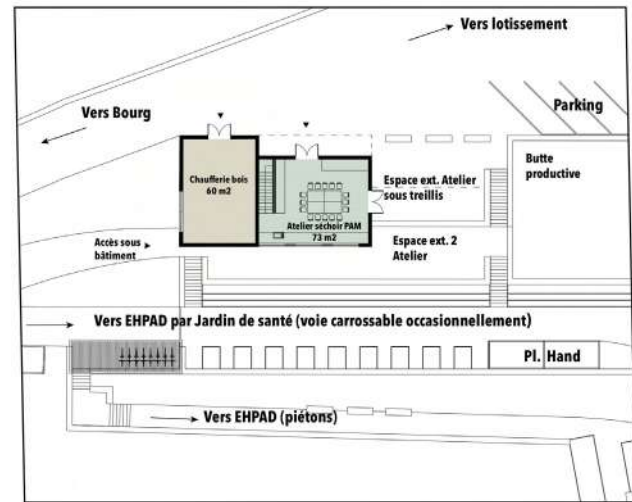 Vers lotissement
Parking
Vers Bourg
Butte
productive
Chaufferie bois
60 m2
Espace ext. Atelier
sous treillis
Atelier séchoir PAM
73 m2
Accès sous
bâtiment
Espace ext. 2
Atelier
Vers EHPAD par Jardin de santé (voie carrossable occasionnellement)
Pl. Hand
Vers EHPAD (piétons)